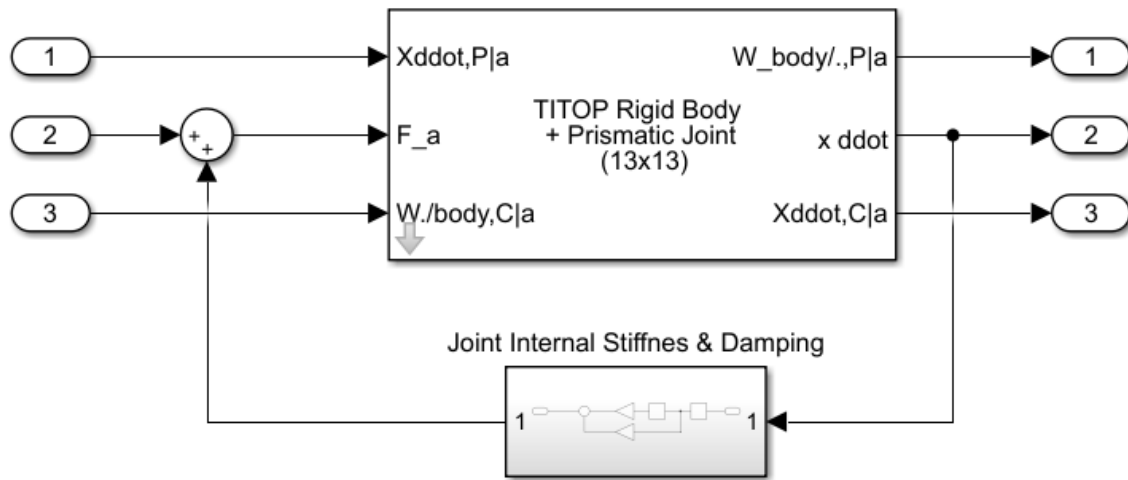 1
Xddot,P|a
W_body/.,P|a
1
TITOP Rigid Body
+ Prismatic Joint
(13x13)
2
+
+
F_a
x ddot
2
3
W./body,C|a
Xddot,C|a
3
Joint Internal Stiffnes & Damping
1
1